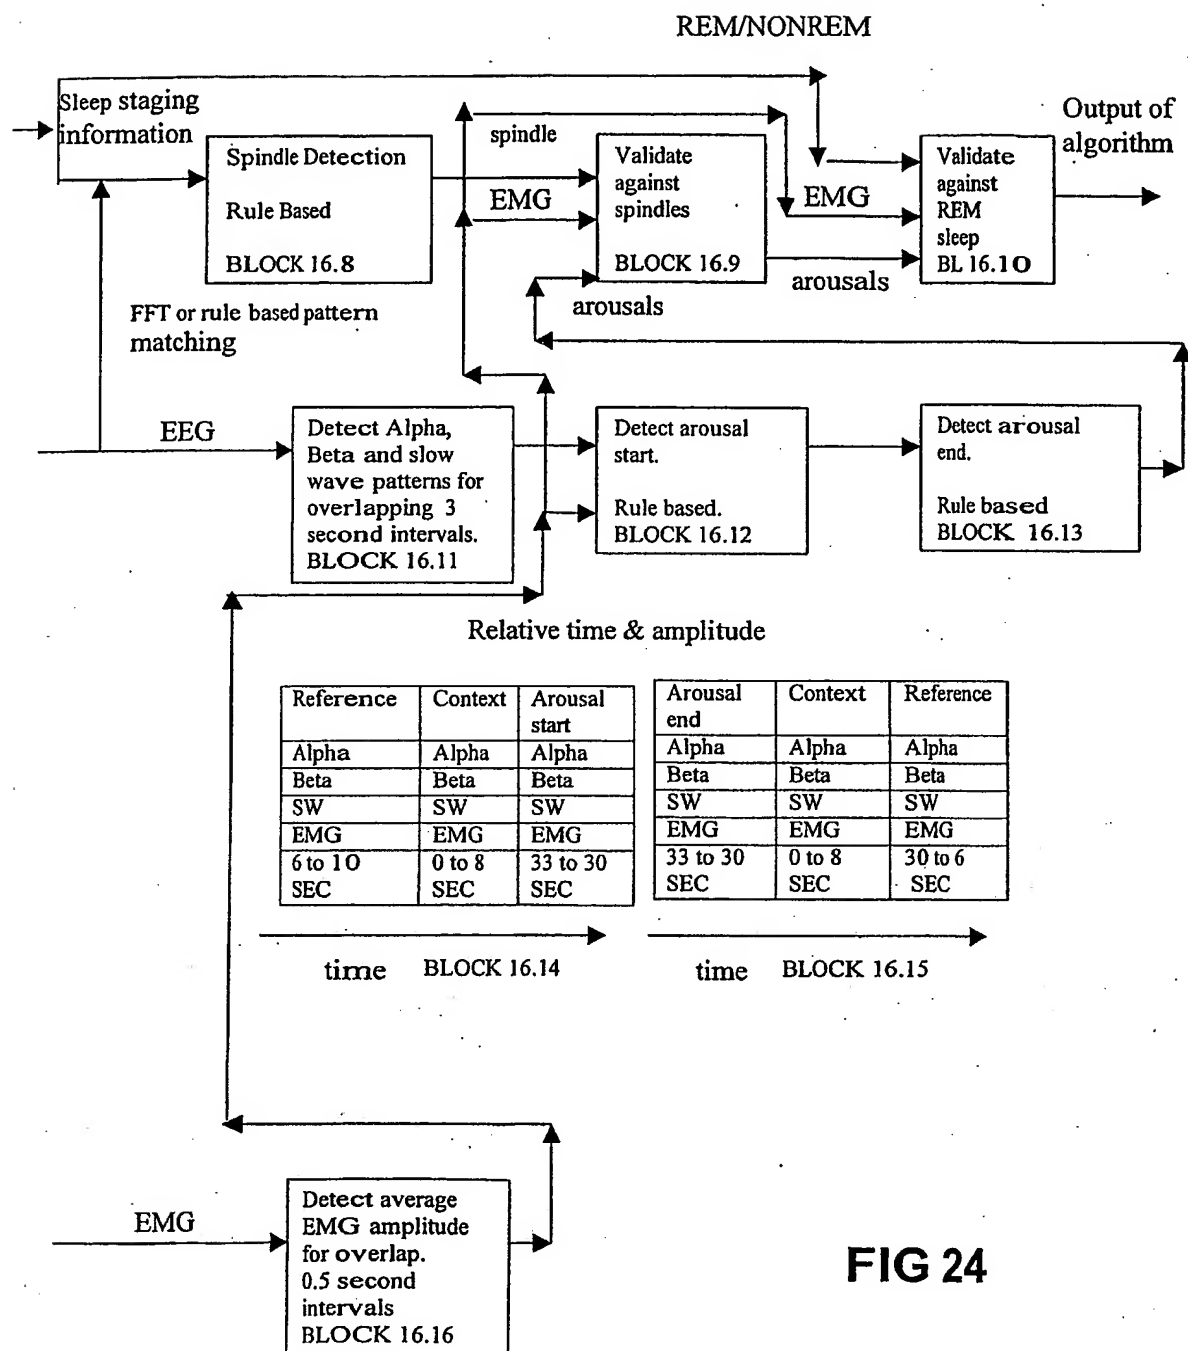 REM/NONREM
Sleep staging
information
Output of
algorithm
Spindle Detection
Rule Based
BLOCK 16.8
spindle
EMG
Validate
against
spindles
BLOCK 16.9
EMG
arousals
Validate
against
REM
sleep
BL 16.10
arousals
FFT or rule based pattern
matching
EEG
Detect Alpha,
Beta and slow
wave patterns for
overlapping 3
second intervals.
BLOCK 16.11
Detect arousal
start.
Rule based.
BLOCK 16.12
Detect arousal
end.
Rule based
BLOCK 16.13
Relative time & amplitude
Reference Context Arousal
start
Alpha Alpha Alpha
Beta Beta Beta
SW SW SW
EMG EMG EMG
6 to 10 0 to 8 33 to 30
SEC SEC SEC
time BLOCK 16.14
Arousal Context Reference
end
Alpha Alpha Alpha
Beta Beta Beta
SW SW SW
EMG EMG EMG
33 to 30 0 to 8 30 to 6
SEC SEC SEC
time BLOCK 16.15
EMG
Detect average
EMG amplitude
for overlap.
0.5 second
intervals
BLOCK 16.16
FIG 24